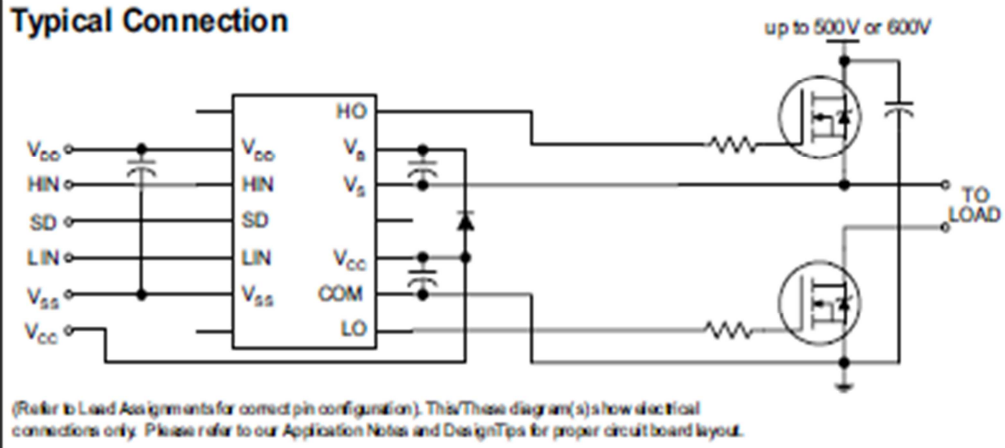 Typical Connection
up to 500V or 600V
HO
VDD
VDD
VB
HIN
HIN
VS
TO
LOAD
SD
SD
LIN
LIN
VCC
VSS
VSS
COM
VCC
LO
(Refer to Lead Assignments for correct pin configuration). This/These diagram(s) show electrical
connections only. Please refer to our Application Notes and DesignTips for proper circuit board layout.